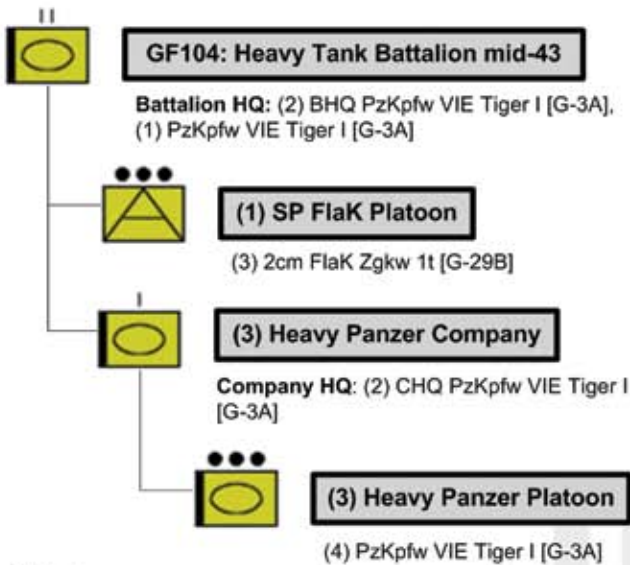 GF104: Heavy Tank Battalion mid-43
Battalion HQ: (2) BHQ PzKpfw VIE Tiger I [G-3A],
(1) PzKpfw VIE Tiger I [G-3A]
(1) SP FlaK Platoon
(3) 2cm FlaK Zgkw 1t [G-29B]
(3) Heavy Panzer Company
Company HQ: (2) CHQ PzKpfw VIE Tiger I
[G-3A]
(3) Heavy Panzer Platoon
(4) PzKpfw VIE Tiger I [G-3A]